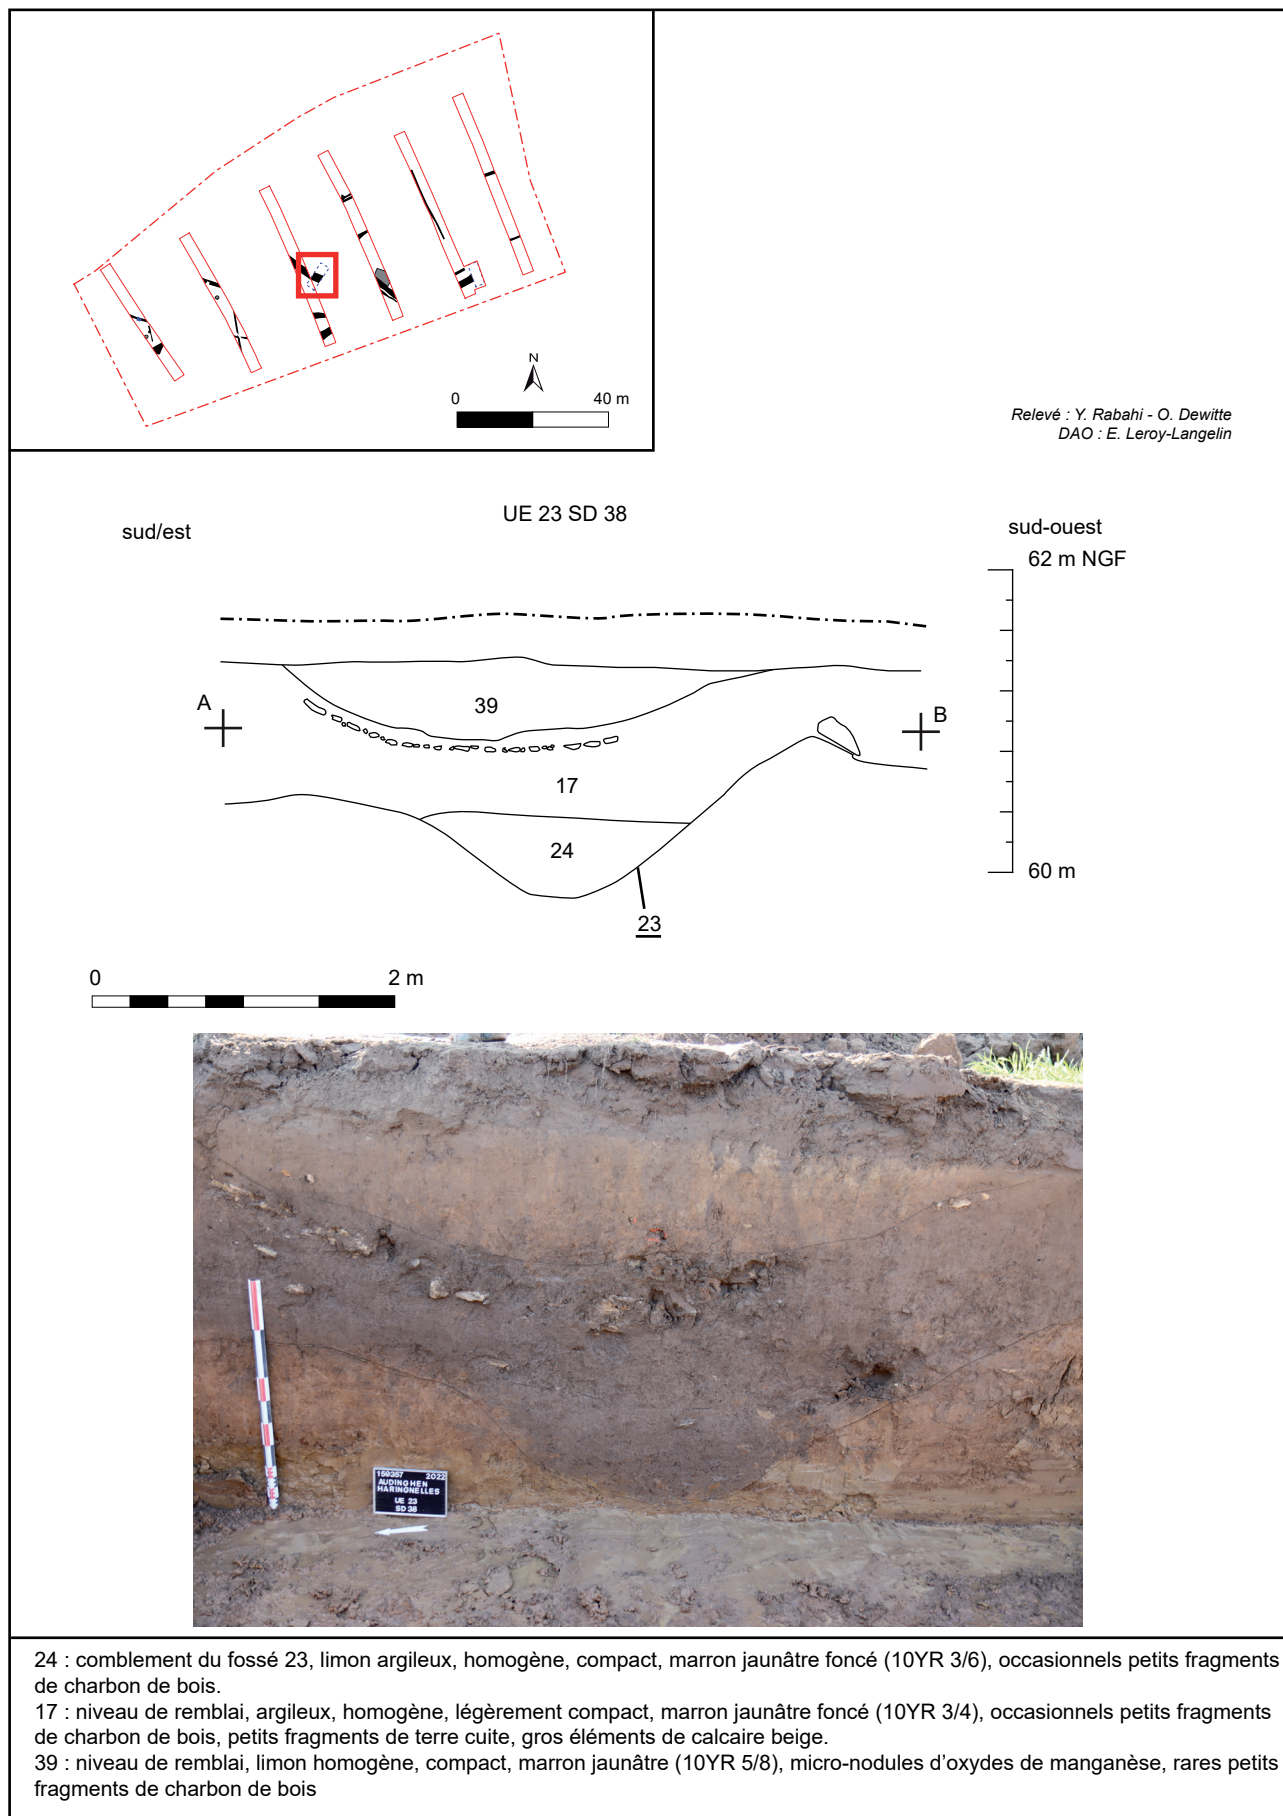 N
0 40 m
Relevé : Y. Rabahi - O. Dewitte
DAO : E. Leroy-Langelin
UE 23 SD 38
sud/est
sud-ouest
62 m NGF
A
39
B
17
24
60 m
23
0 2 m
159357 2022
AUDINGHEN
HARINGNELLES
UE 23
SD 38
24 : comblement du fossé 23, limon argileux, homogène, compact, marron jaunâtre foncé (10YR 3/6), occasionnels petits fragments
de charbon de bois.
17 : niveau de remblai, argileux, homogène, légèrement compact, marron jaunâtre foncé (10YR 3/4), occasionnels petits fragments
de charbon de bois, petits fragments de terre cuite, gros éléments de calcaire beige.
39 : niveau de remblai, limon homogène, compact, marron jaunâtre (10YR 5/8), micro-nodules d'oxydes de manganèse, rares petits
fragments de charbon de bois